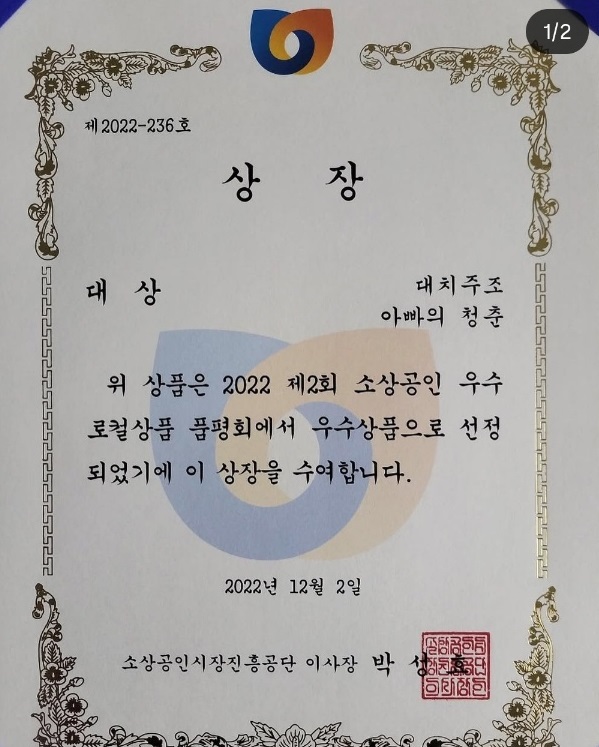 1/2
제2022-236호
상 장
대 상
대치주조
아빠의 청춘
위 상품은 2022 제2회 소상공인 우수
로컬상품 품평회에서 우수상품으로 선정
되었기에 이 상장을 수여합니다.
2022년 12월 2일
소상공인시장진흥공단 이사장 박 성 효